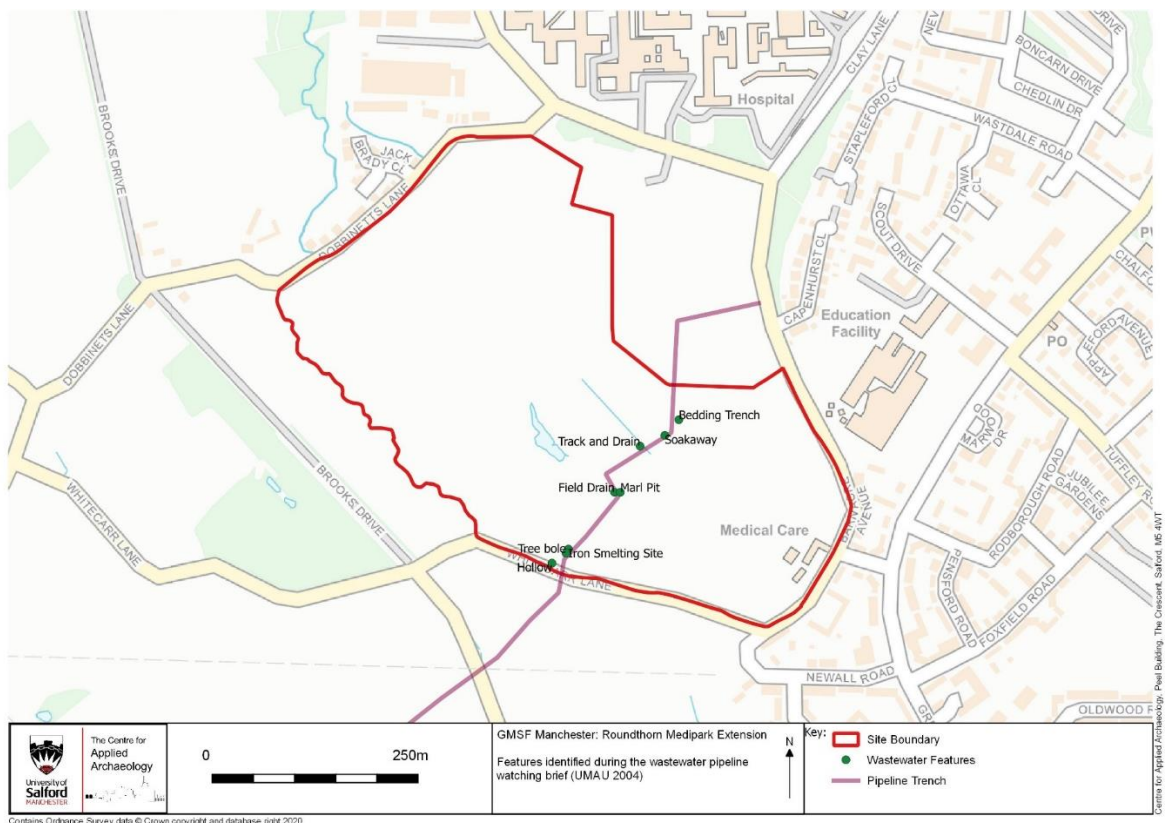 Hospital
CLAY LANE
BONCARN DRIVE
CHEDLIN DR
WASTDALE ROAD
STAPLEFORD CL
OTTAWA CL
SCOUT DRIVE
CAPENHURST CL
BROOKS DRIVE
JACK BRADY CL
DOBBINETTS LANE
DOBBINETS LANE
Education
Facility
PO
TUFFLEY
MARWOOD DR
JUBILEE GARDENS
RODBOROUGH ROAD
Bedding Trench
Soakaway
Track and Drain
Field Drain
Marl Pit
BROOKS DRIVE
WHITECARR LANE
Medical Care
AVENUE
Tree bole
Iron Smelting Site
Hollow
LANE
PENSFORD ROAD
FOXFIELD ROAD
NEWALL ROAD
University of
Salford
MANCHESTER
The Centre for
Applied
Archaeology
0 250m
GMSF Manchester: Roundthorn Medipark Extension
Features identified during the wastewater pipeline
watching brief (UMAU 2004)
N
Key:
Site Boundary
Wastewater Features
Pipeline Trench
Centre for Applied Archaeology, Peel Building, The Crescent, Salford, M5 4WT
Contains Ordnance Survey data © Crown copyright and database right 2020